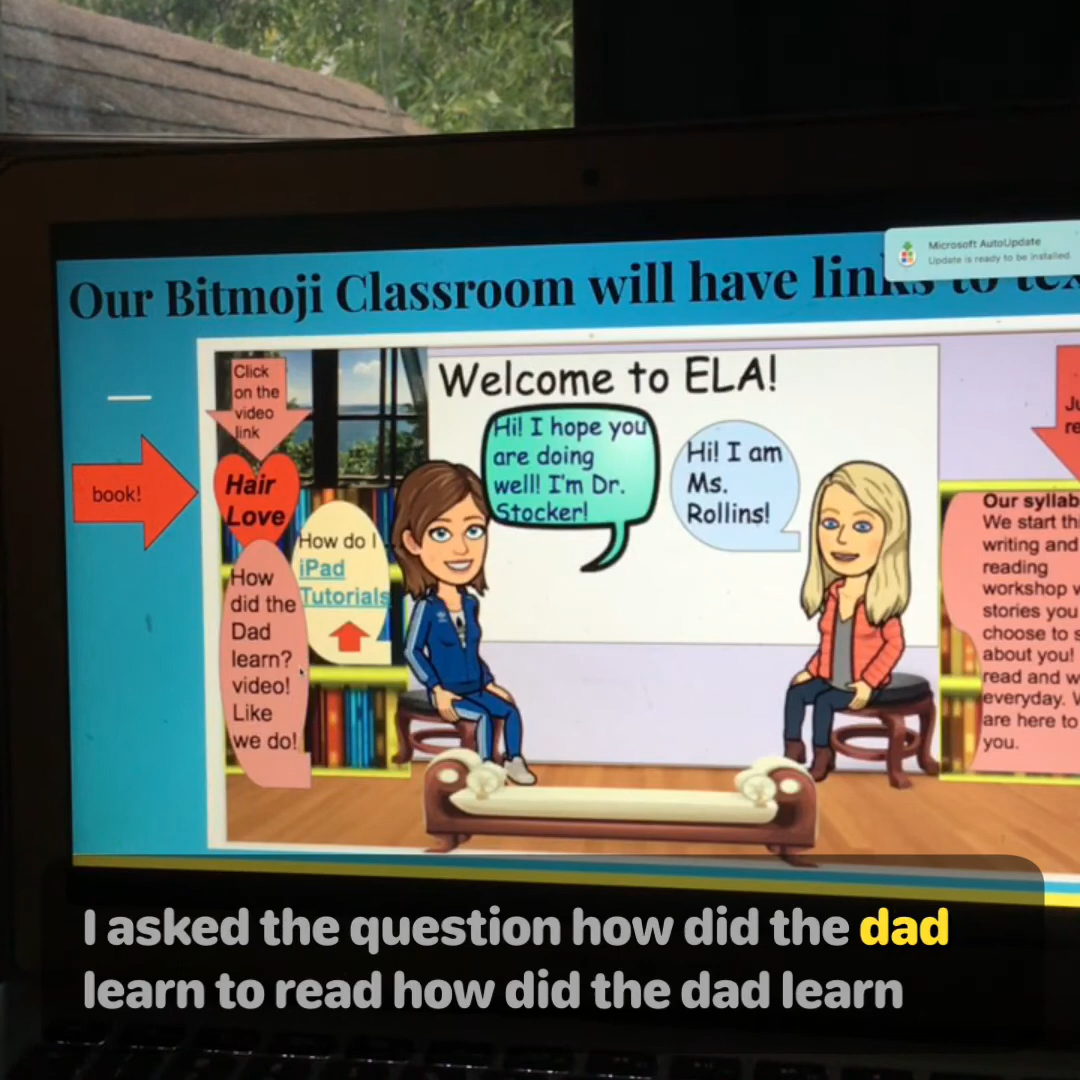 Microsoft AutoUpdate
Update is ready to be installed.
Our Bitmoji Classroom will have links to
Click
on the
video
link
book!
Hair
Love
How do I
iPad
Tutorials
How
did the
Dad
learn?
video!
Like
we do!
Welcome to ELA!
Hi! I hope you
are doing
well! I'm Dr.
Stocker!
Hi! I am
Ms.
Rollins!
Our syllab
We start th
writing and
reading
workshop
stories you
choose to s
about you!
read and w
everyday.
are here to
you.
I asked the question how did the dad
learn to read how did the dad learn